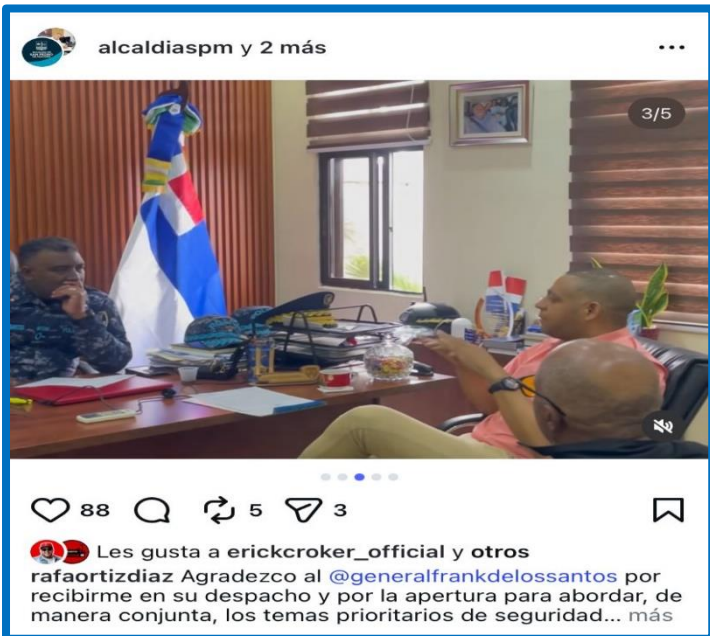 alcaldiaspm y 2 más
3/5
88 5 3
Les gusta a erickcroker_official y otros
rafaortizdiaz Agradezco al @generalfrankdelossantos por
recibirme en su despacho y por la apertura para abordar, de
manera conjunta, los temas prioritarios de seguridad... más